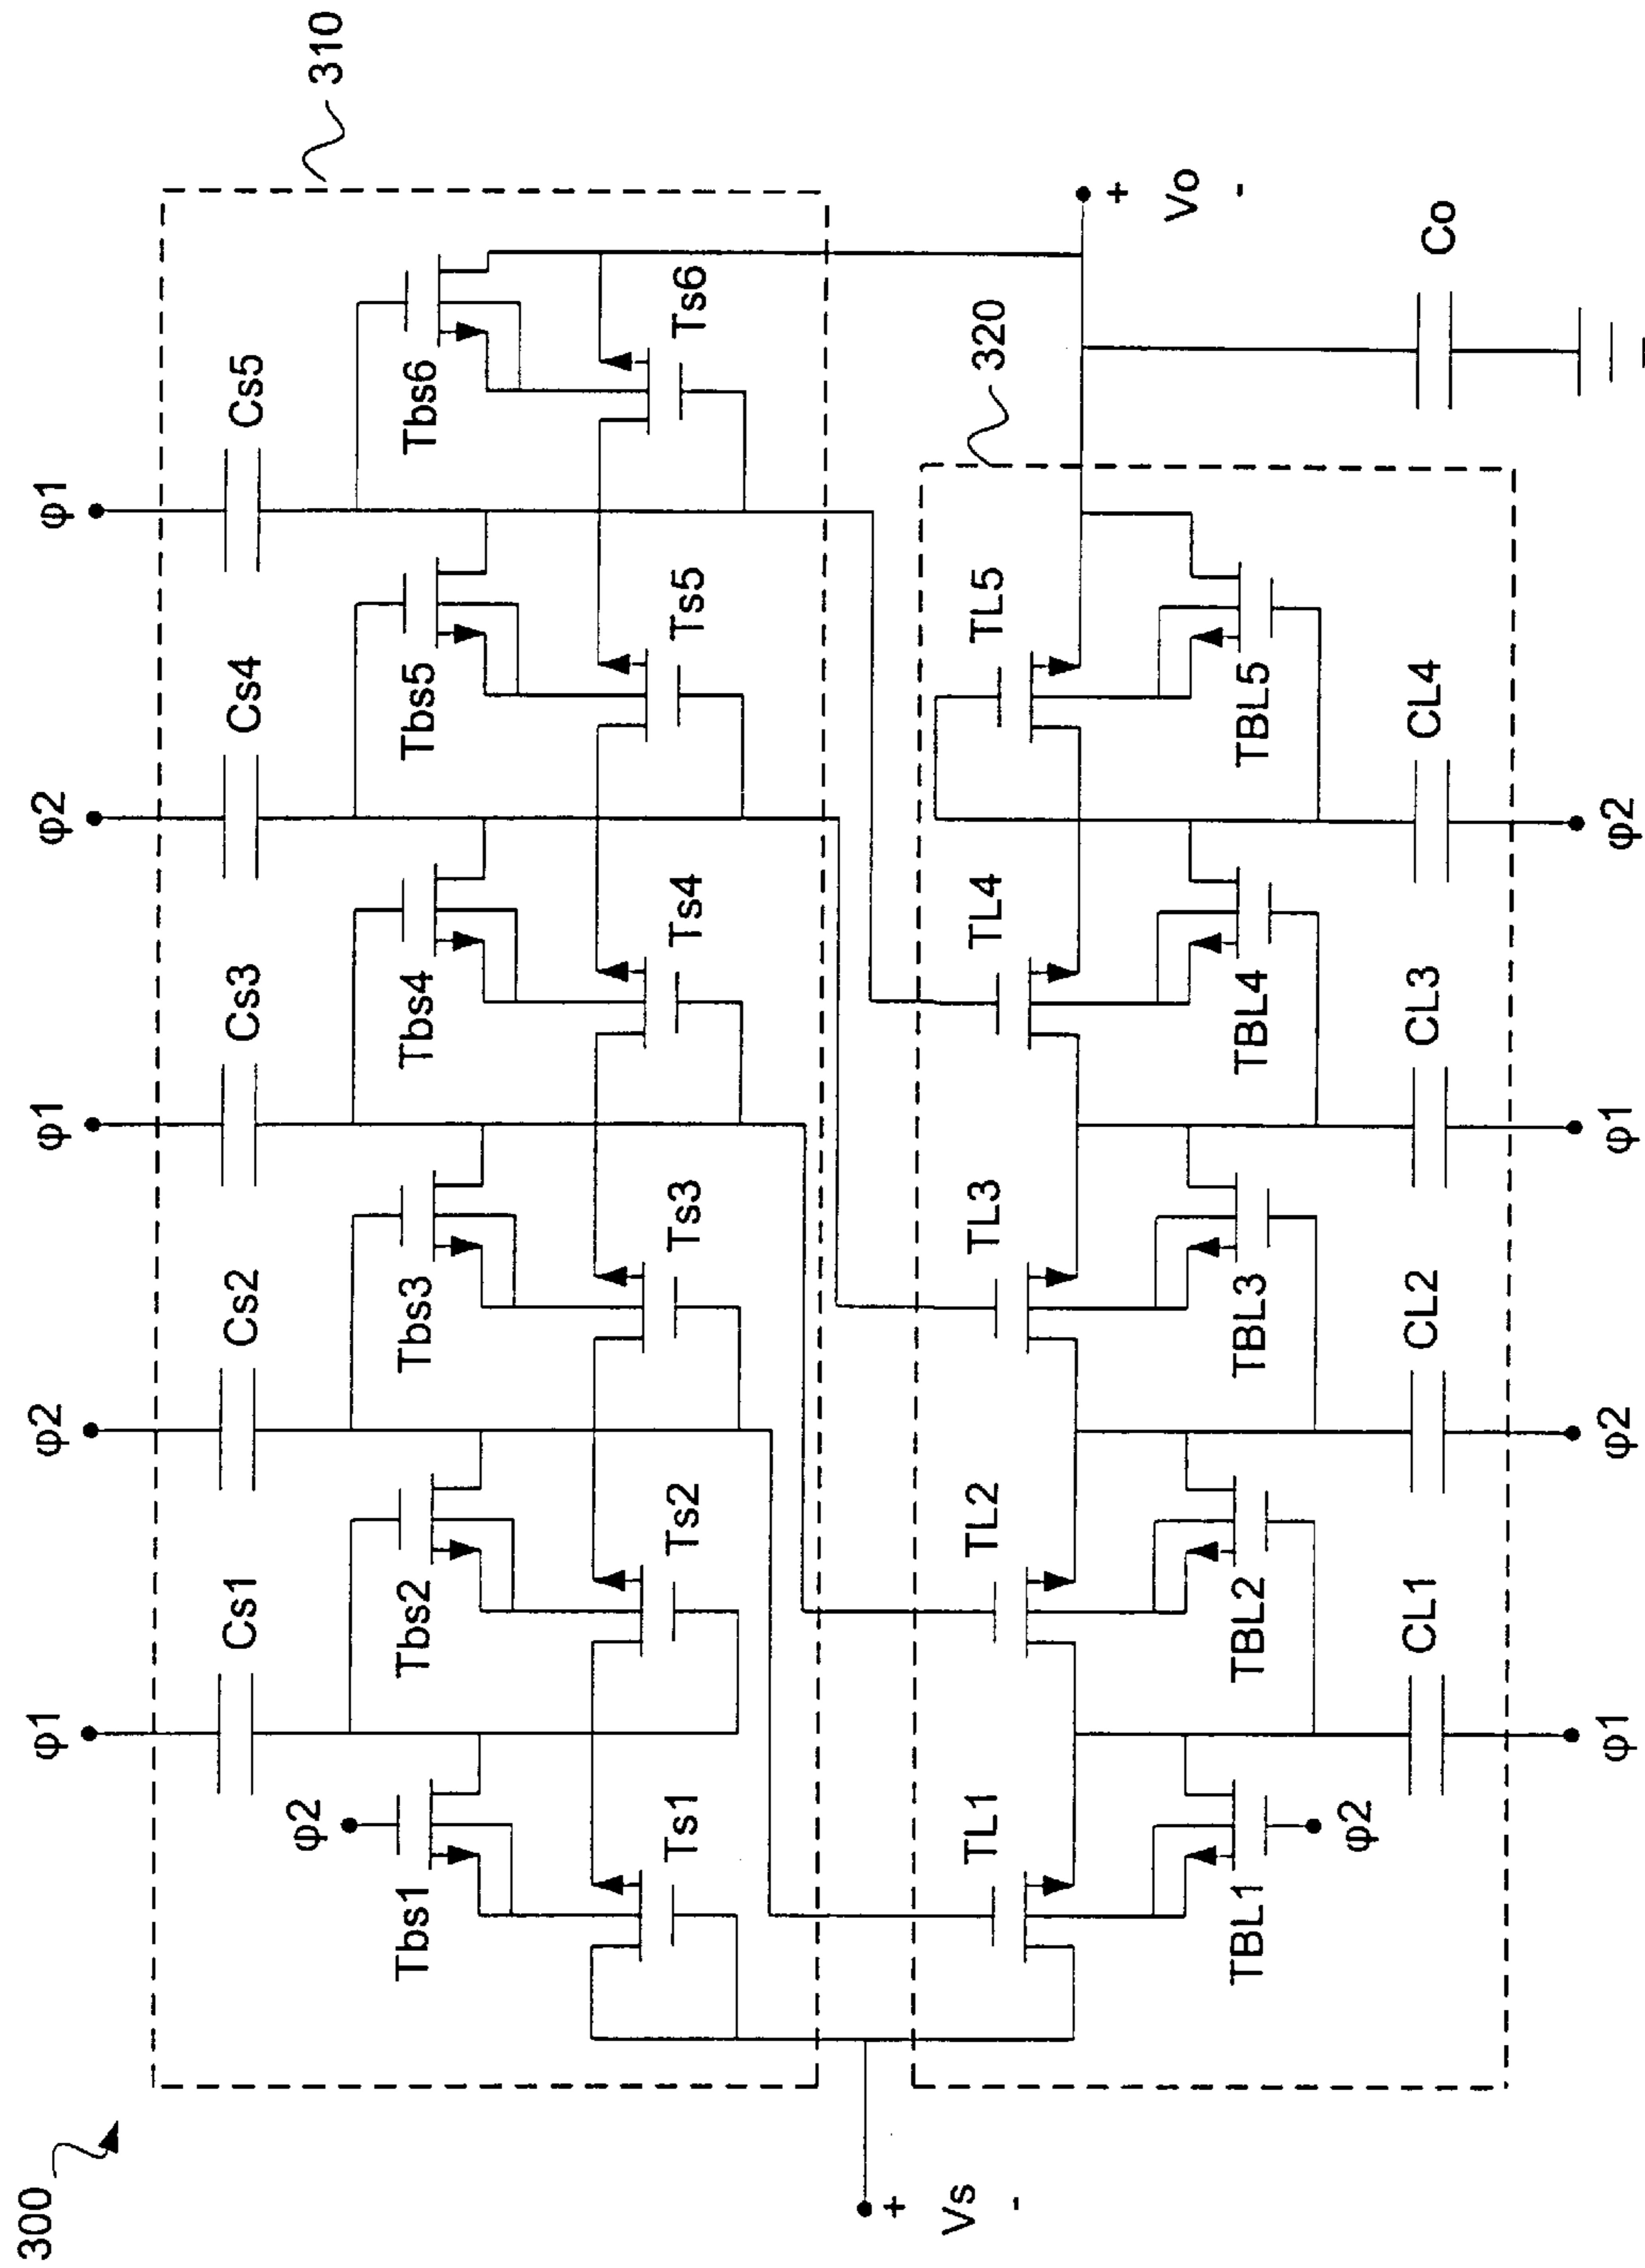 300
310
φ1
φ2
φ1
φ2
φ1
Cs1
Cs2
Cs3
Cs4
Cs5
φ2
Tbs1
Tbs2
Tbs3
Tbs4
Tbs5
Tbs6
Ts1
Ts2
Ts3
Ts4
Ts5
Ts6
+
Vs
-
320
+
Vo
-
TL1
TL2
TL3
TL4
TL5
TBL1
TBL2
TBL3
TBL4
TBL5
φ2
CL1
CL2
CL3
CL4
Co
φ1
φ2
φ1
φ2